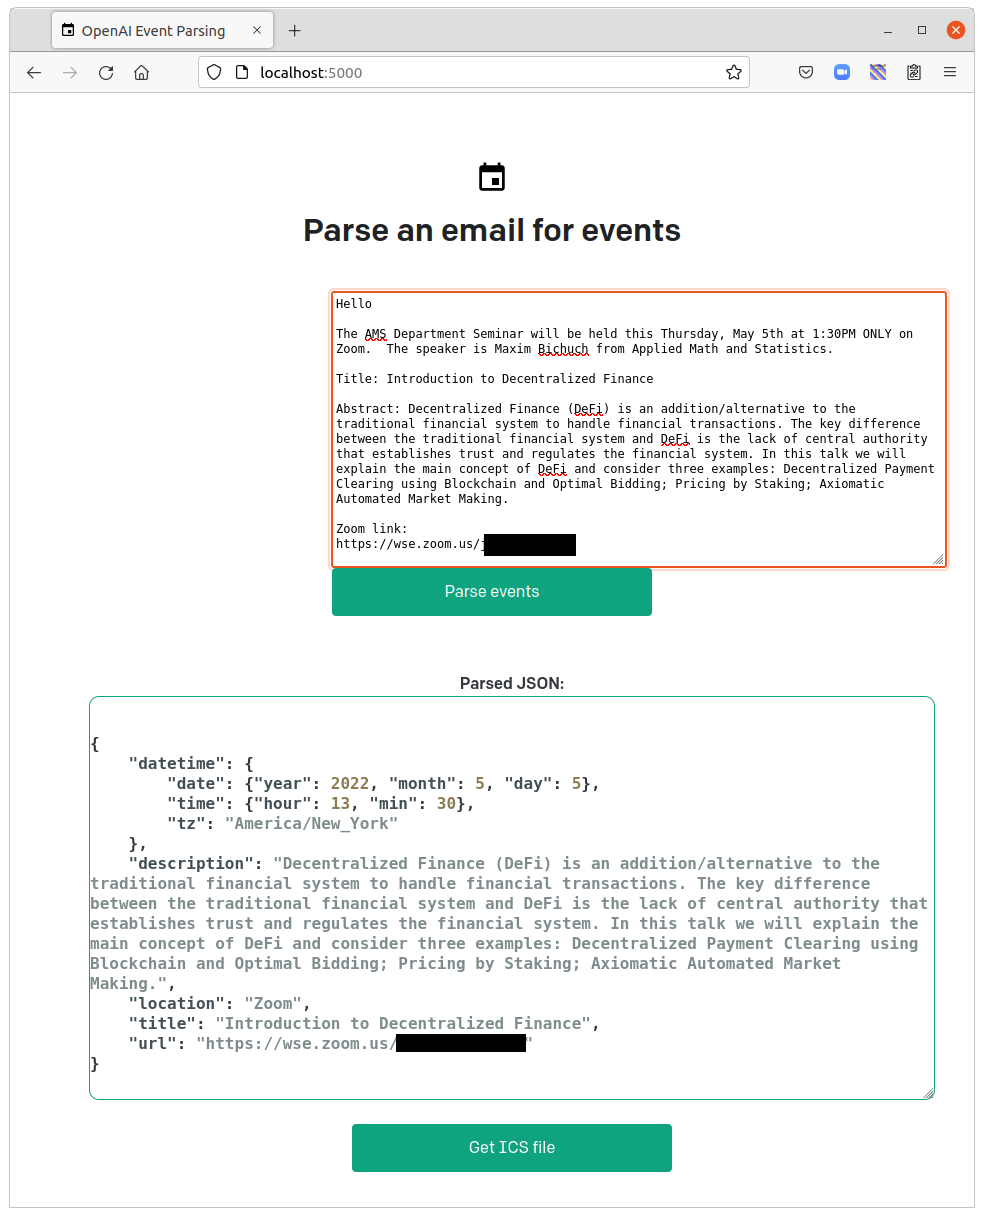 OpenAI Event Parsing
localhost:5000
Parse an email for events
Hello
The AMS Department Seminar will be held this Thursday, May 5th at 1:30PM ONLY on
Zoom.  The speaker is Maxim Bichuch from Applied Math and Statistics.
Title: Introduction to Decentralized Finance
Abstract: Decentralized Finance (DeFi) is an addition/alternative to the
traditional financial system to handle financial transactions. The key difference
between the traditional financial system and DeFi is the lack of central authority
that establishes trust and regulates the financial system. In this talk we will
explain the main concept of DeFi and consider three examples: Decentralized Payment
Clearing using Blockchain and Optimal Bidding; Pricing by Staking; Axiomatic
Automated Market Making.
Zoom link:
https://wse.zoom.us/j
Parse events
Parsed JSON:
{
    "datetime": {
        "date": {"year": 2022, "month": 5, "day": 5},
        "time": {"hour": 13, "min": 30},
        "tz": "America/New_York"
    },
    "description": "Decentralized Finance (DeFi) is an addition/alternative to the
traditional financial system to handle financial transactions. The key difference
between the traditional financial system and DeFi is the lack of central authority that
establishes trust and regulates the financial system. In this talk we will explain the
main concept of DeFi and consider three examples: Decentralized Payment Clearing using
Blockchain and Optimal Bidding; Pricing by Staking; Axiomatic Automated Market
Making.",
    "location": "Zoom",
    "title": "Introduction to Decentralized Finance",
    "url": "https://wse.zoom.us/"
}
Get ICS file